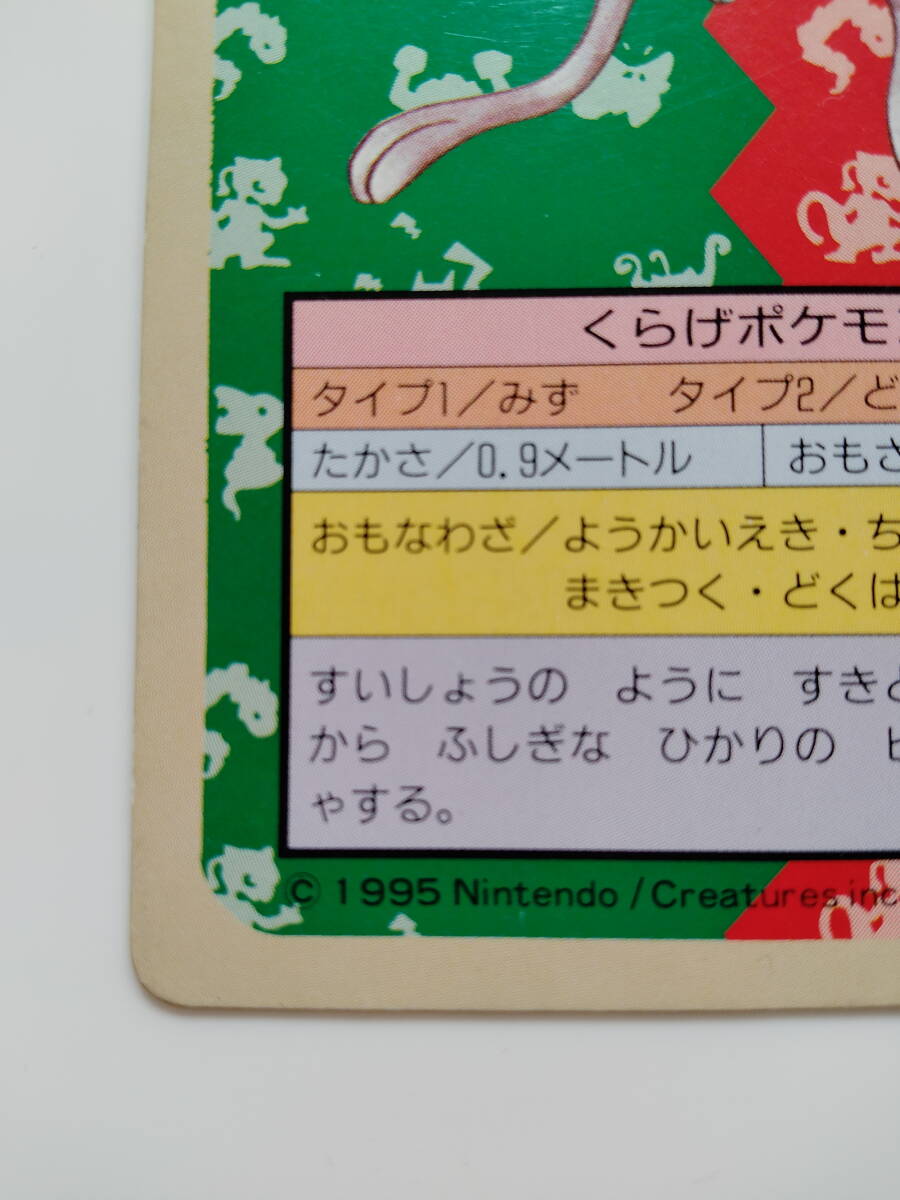 くらげポケモ
タイプ1/みず　タイプ2/ど
たかさ/0.9メートル　おもさ
おもなわざ/ようかいえき・ち
まきつく・どくは
すいしょうの　ように　すきと
から　ふしぎな　ひかりの　ビ
ゃする。
© 1995 Nintendo / Creatures inc